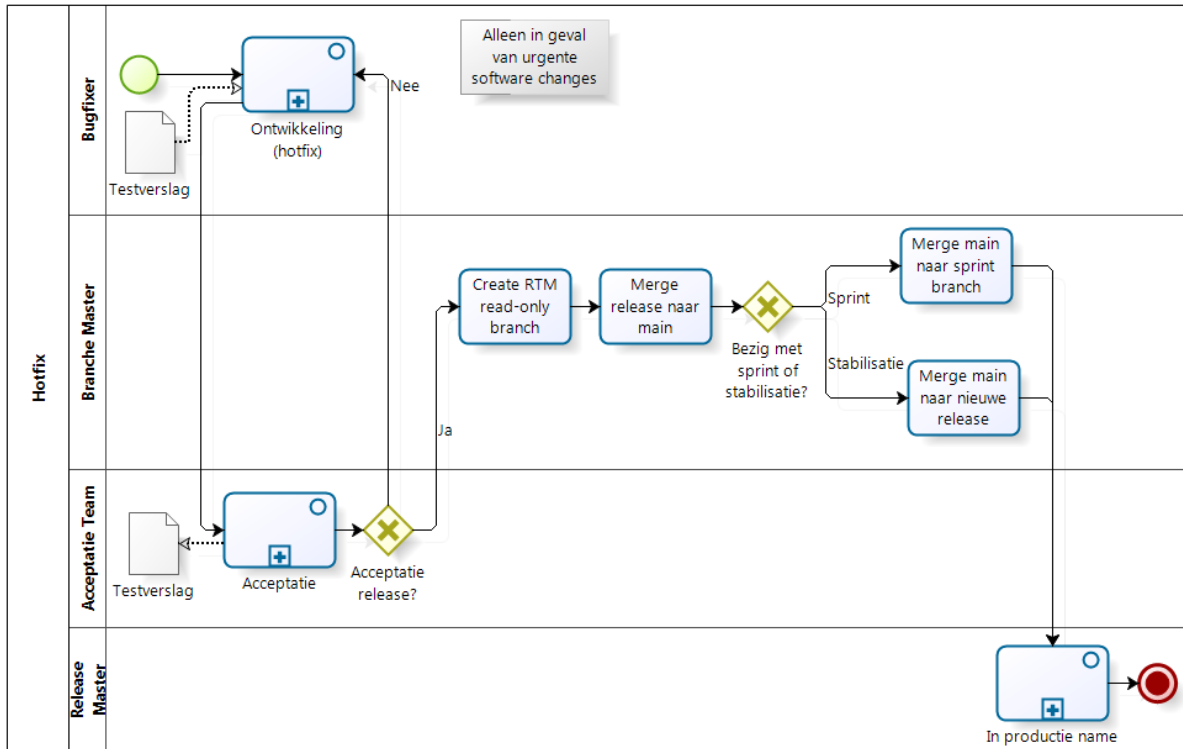 Hotfix
Bugfixer
Alleen in geval
van urgente
software changes
Nee
Ontwikkeling
(hotfix)
Testverslag
Branche Master
Merge main
naar sprint
branch
Create RTM
read-only
branch
Merge
release naar
main
Sprint
Bezig met
sprint of
stabilisatie?
Stabilisatie
Merge main
naar nieuwe
release
Ja
Acceptatie Team
Testverslag
Acceptatie
Acceptatie
release?
Release
Master
In productie name